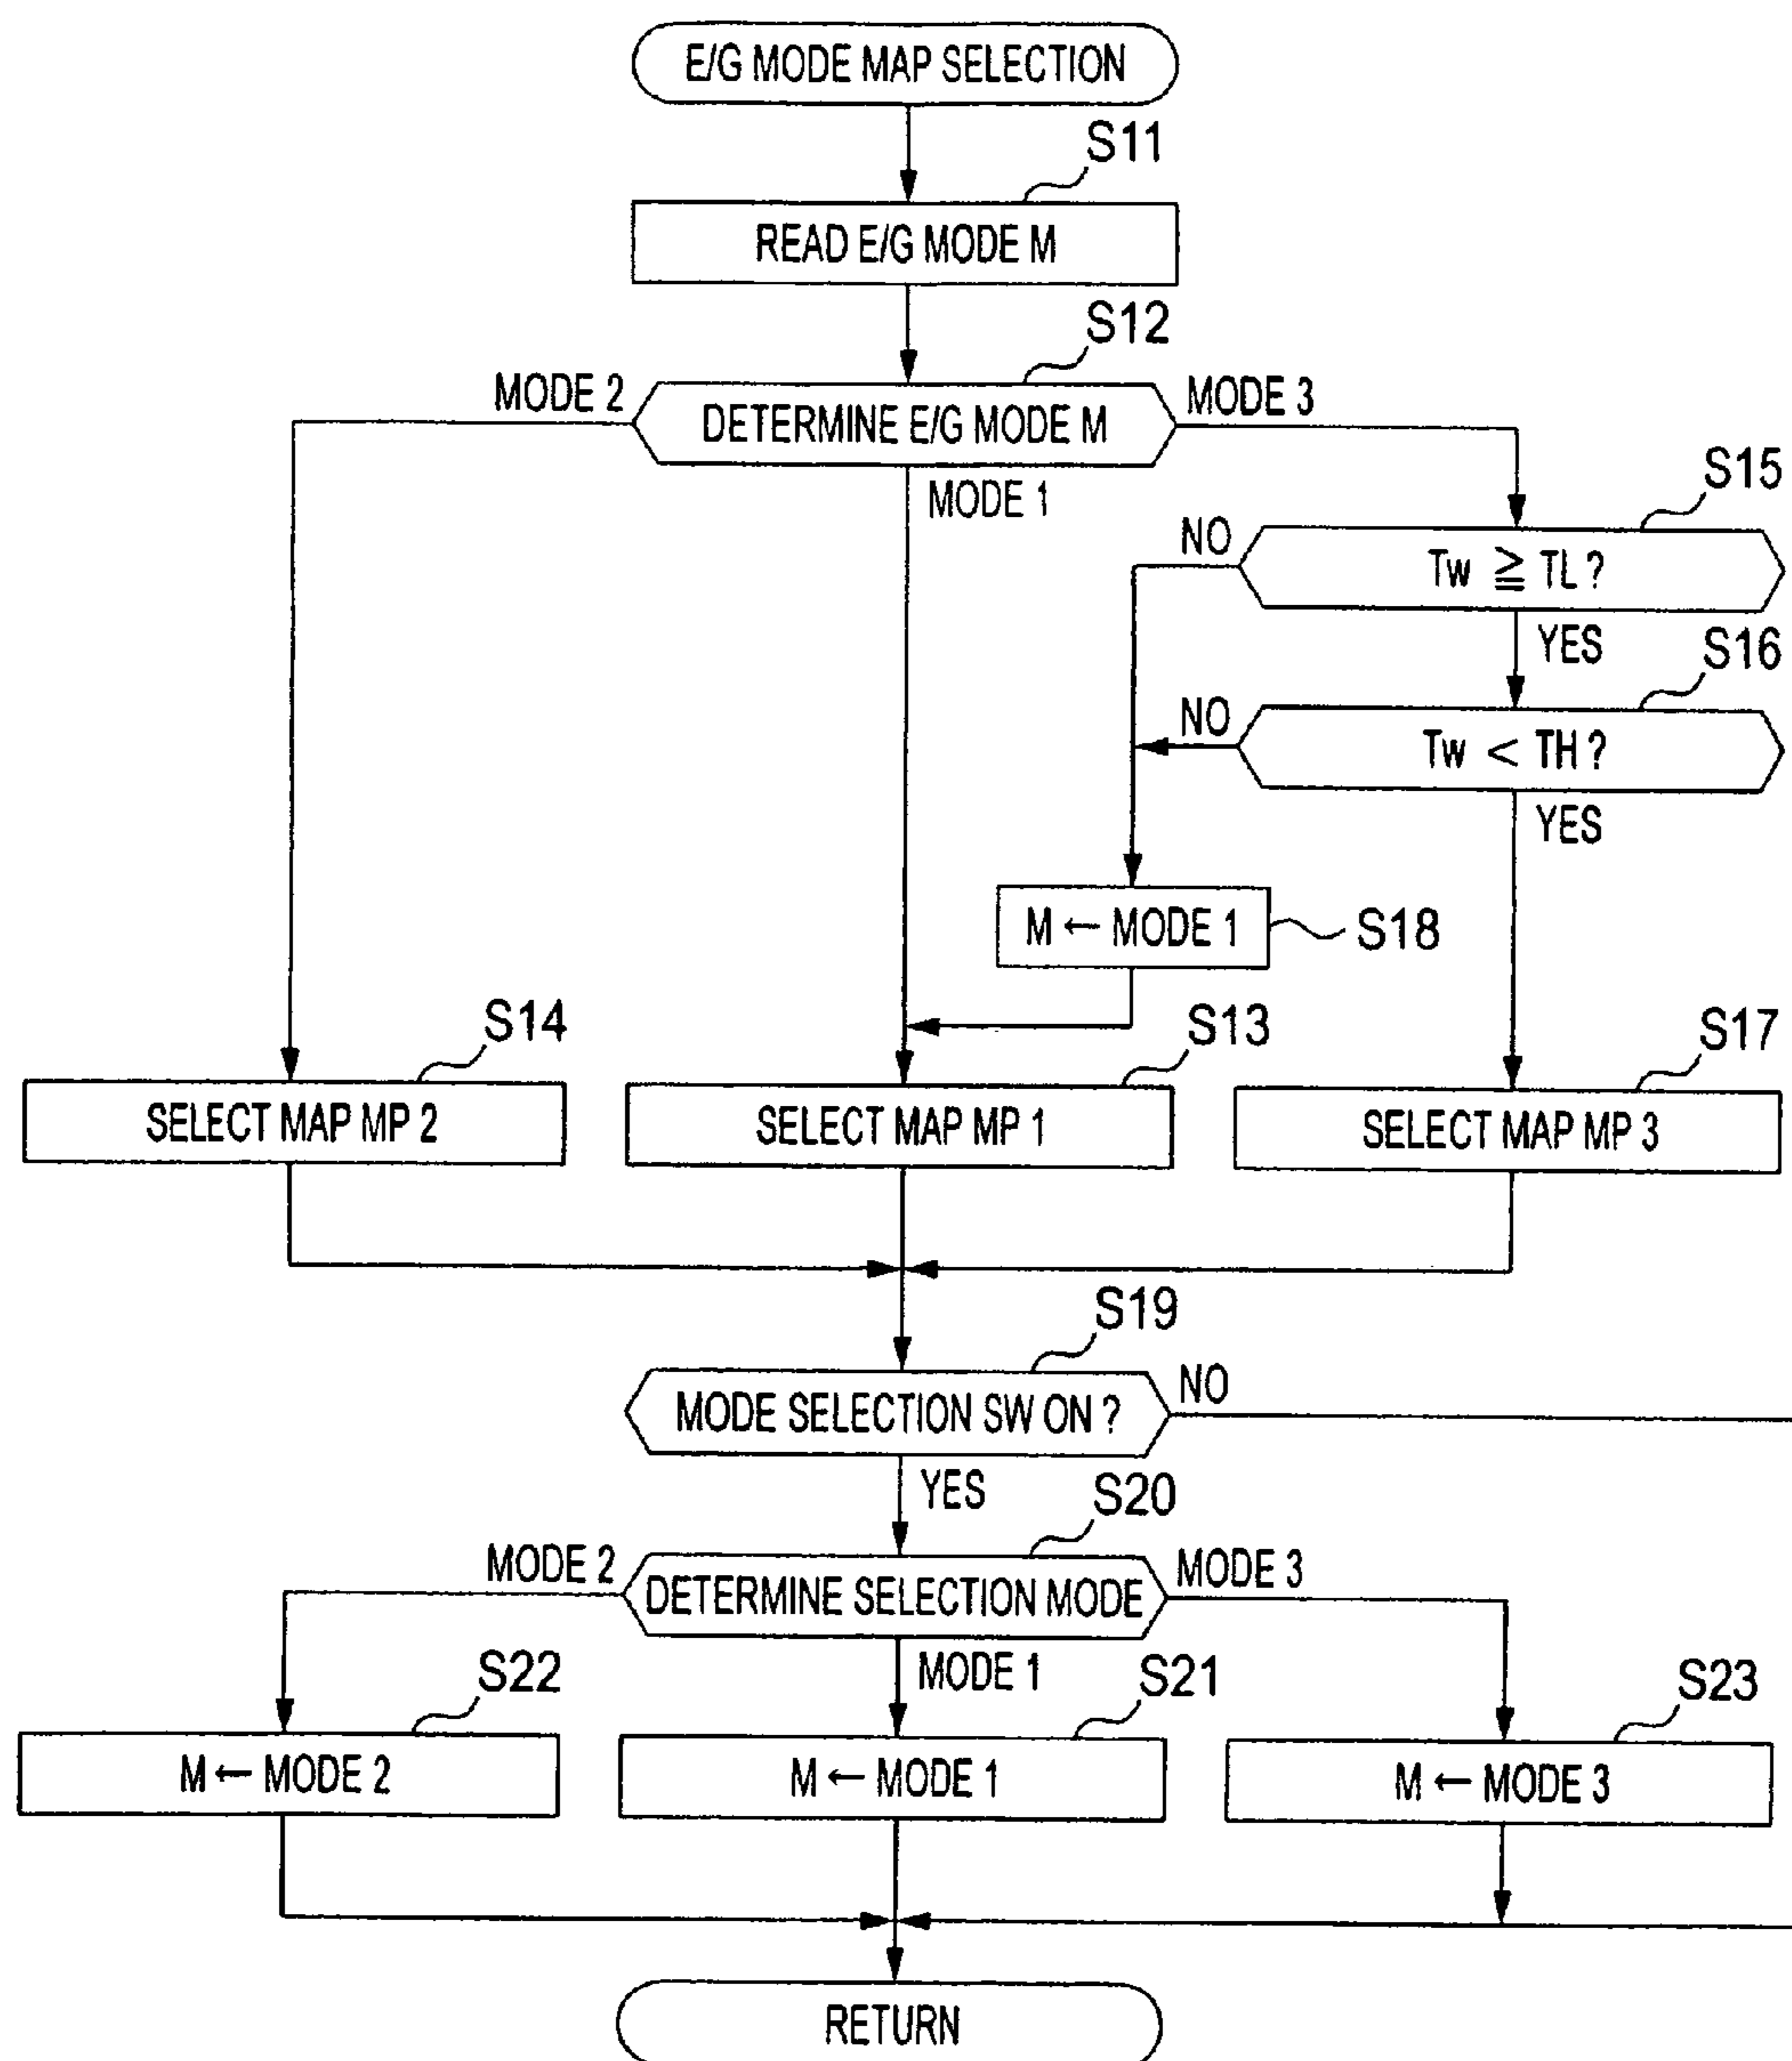 E/G MODE MAP SELECTION
S11
READ E/G MODE M
S12
MODE 2
DETERMINE E/G MODE M
MODE 3
MODE 1
S15
NO
Tw ≧ TL ?
YES
S16
NO
Tw < TH ?
YES
M ← MODE 1
S18
S14
S13
S17
SELECT MAP MP 2
SELECT MAP MP 1
SELECT MAP MP 3
S19
MODE SELECTION SW ON ?
NO
YES
S20
MODE 2
DETERMINE SELECTION MODE
MODE 3
MODE 1
S22
S21
S23
M ← MODE 2
M ← MODE 1
M ← MODE 3
RETURN